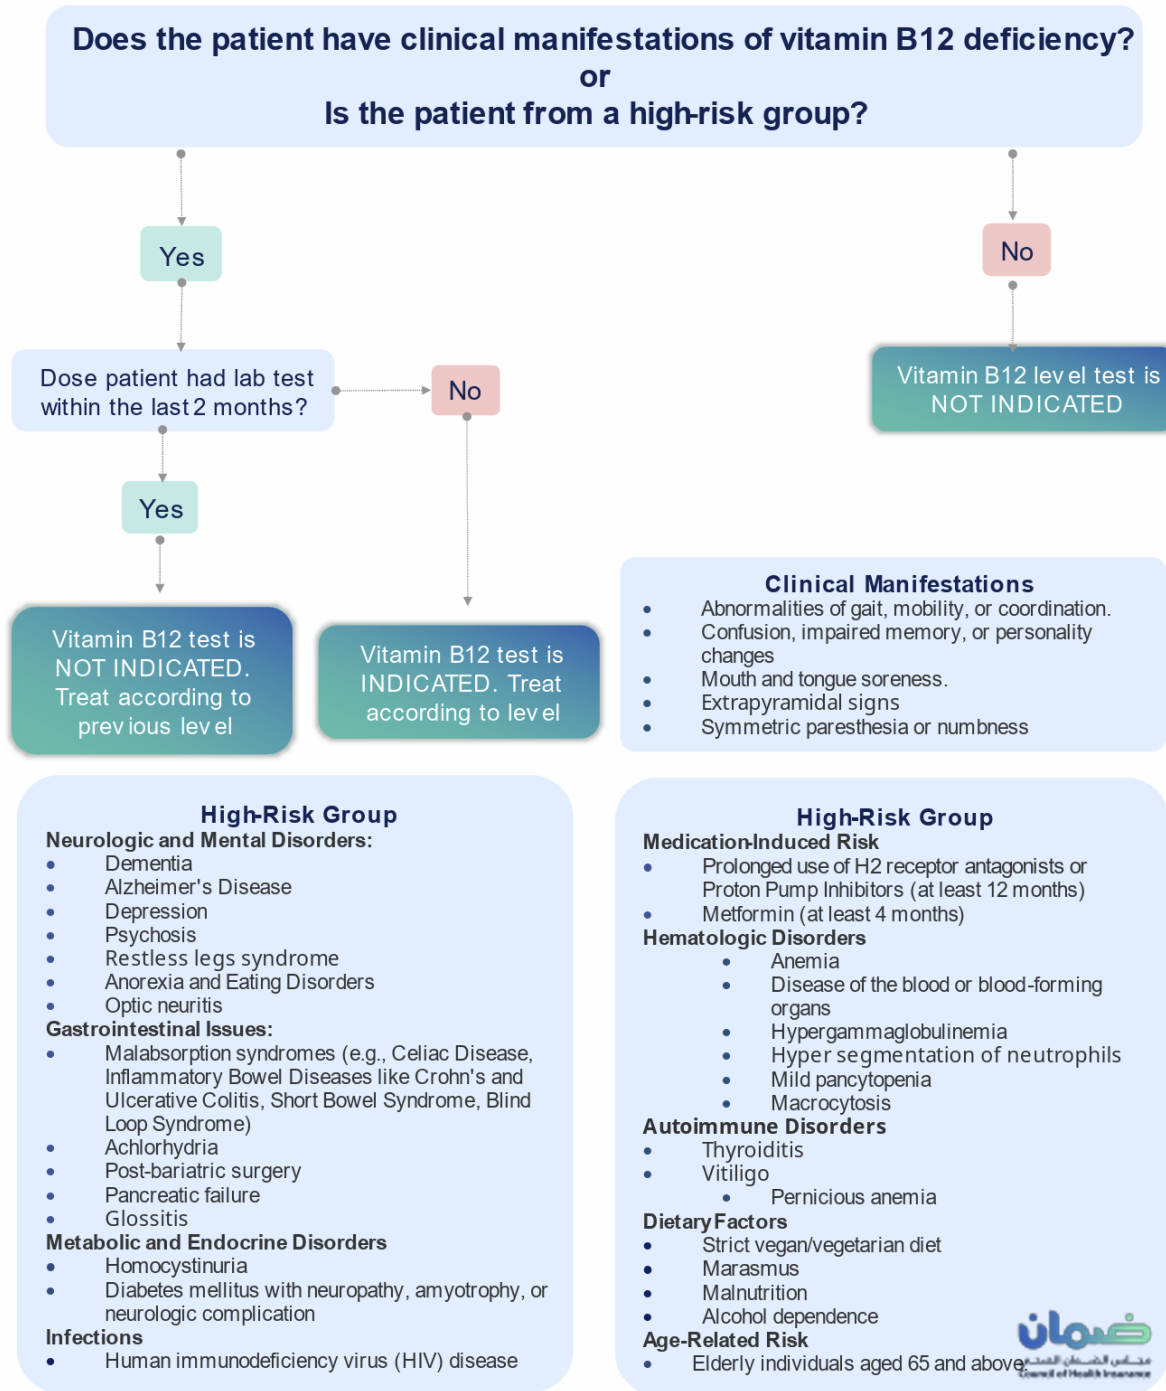 Does the patient have clinical manifestations of vitamin B12 deficiency?
or
Is the patient from a high-risk group?
Yes
No
Dose patient had lab test
within the last 2 months?
No
Vitamin B12 level test is
NOT INDICATED
Yes
Vitamin B12 test is
NOT INDICATED.
Treat according to
previous level
Vitamin B12 test is
INDICATED. Treat
according to level
Clinical Manifestations
• Abnormalities of gait, mobility, or coordination.
• Confusion, impaired memory, or personality
changes
• Mouth and tongue soreness.
• Extrapyramidal signs
• Symmetric paresthesia or numbness
High-Risk Group
Neurologic and Mental Disorders:
• Dementia
• Alzheimer's Disease
• Depression
• Psychosis
• Restless legs syndrome
• Anorexia and Eating Disorders
• Optic neuritis
Gastrointestinal Issues:
• Malabsorption syndromes (e.g., Celiac Disease,
Inflammatory Bowel Diseases like Crohn's and
Ulcerative Colitis, Short Bowel Syndrome, Blind
Loop Syndrome)
• Achlorhydria
• Post-bariatric surgery
• Pancreatic failure
• Glossitis
Metabolic and Endocrine Disorders
• Homocystinuria
• Diabetes mellitus with neuropathy, amyotrophy, or
neurologic complication
Infections
• Human immunodeficiency virus (HIV) disease
High-Risk Group
Medication-Induced Risk
• Prolonged use of H2 receptor antagonists or
Proton Pump Inhibitors (at least 12 months)
• Metformin (at least 4 months)
Hematologic Disorders
• Anemia
• Disease of the blood or blood-forming
organs
• Hypergammaglobulinemia
• Hyper segmentation of neutrophils
• Mild pancytopenia
• Macrocytosis
Autoimmune Disorders
• Thyroiditis
• Vitiligo
• Pernicious anemia
Dietary Factors
• Strict vegan/vegetarian diet
• Marasmus
• Malnutrition
• Alcohol dependence
Age-Related Risk
• Elderly individuals aged 65 and above.
ضمان
مجلس الضمان الصحي
Council of Health Insurance